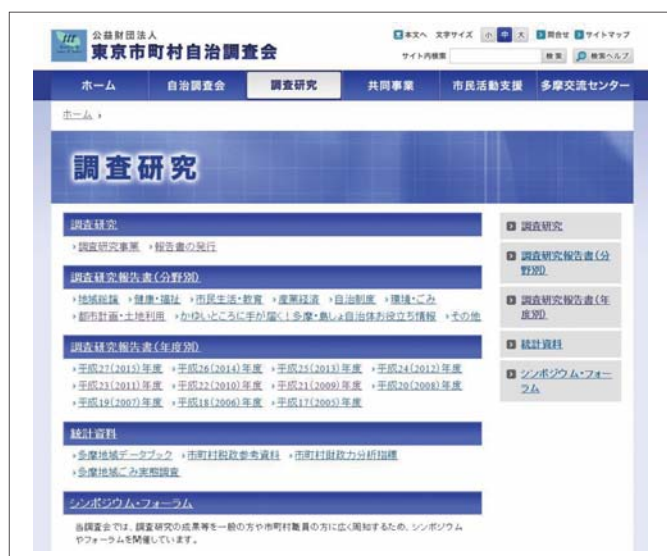 公益財団法人
東京市町村自治調査会
本文へ 文字サイズ 小 中 大 問合せ サイトマップ
サイト内検索 検索 検索ヘルプ
ホーム 自治調査会 調査研究 共同事業 市民活動支援 多摩交流センター
ホーム ›
調査研究
調査研究
›調査研究事業 ›報告書の発行
調査研究報告書(分野別)
›地域総論 ›健康・福祉 ›市民生活・教育 ›産業経済 ›自治制度 ›環境・ごみ
›都市計画・土地利用 ›かゆいところに手が届く!多摩・島しょ自治体お役立ち情報 ›その他
調査研究報告書(年度別)
›平成27(2015)年度 ›平成26(2014)年度 ›平成25(2013)年度 ›平成24(2012)年度
›平成23(2011)年度 ›平成22(2010)年度 ›平成21(2009)年度 ›平成20(2008)年度
›平成19(2007)年度 ›平成18(2006)年度 ›平成17(2005)年度
統計資料
›多摩地域データブック ›市町村税政参考資料 ›市町村財政力分析指標
›多摩地域ごみ実態調査
シンポジウム・フォーラム
当調査会では、調査研究の成果等を一般の方や市町村職員の方に広く周知するため、シンポジウム
やフォーラムを開催しています。
調査研究
調査研究報告書(分
野別)
調査研究報告書(年
度別)
統計資料
シンポジウム・フォー
ラム